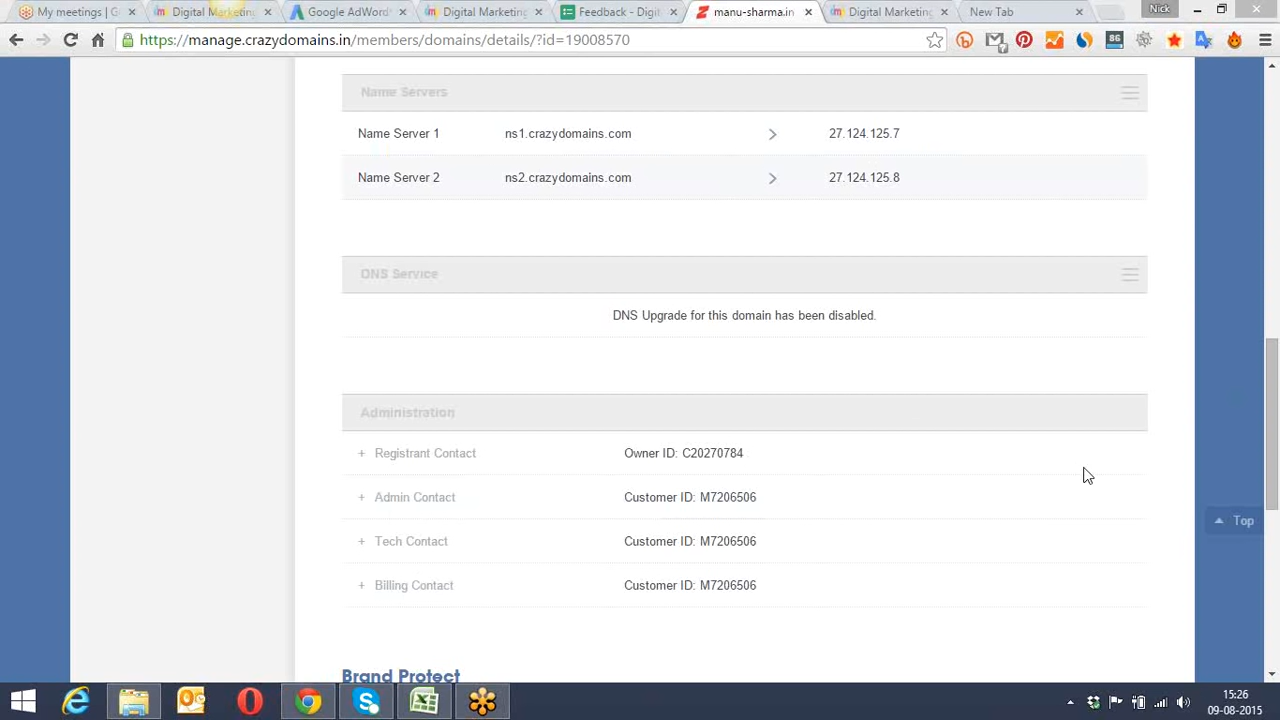 My meetings | G
Digital Marketing
Google AdWord
Digital Marketing
Feedback - Digit
manu-sharma.in
Digital Marketing
New Tab
Nick
https://manage.crazydomains.in/members/domains/details/?id=19008570
Name Servers
Name Server 1 ns1.crazydomains.com > 27.124.125.7
Name Server 2 ns2.crazydomains.com > 27.124.125.8
DNS Service
DNS Upgrade for this domain has been disabled.
Administration
+ Registrant Contact Owner ID: C20270784
+ Admin Contact Customer ID: M7206506
Top
+ Tech Contact Customer ID: M7206506
+ Billing Contact Customer ID: M7206506
Brand Protect
15:26
09-08-2015